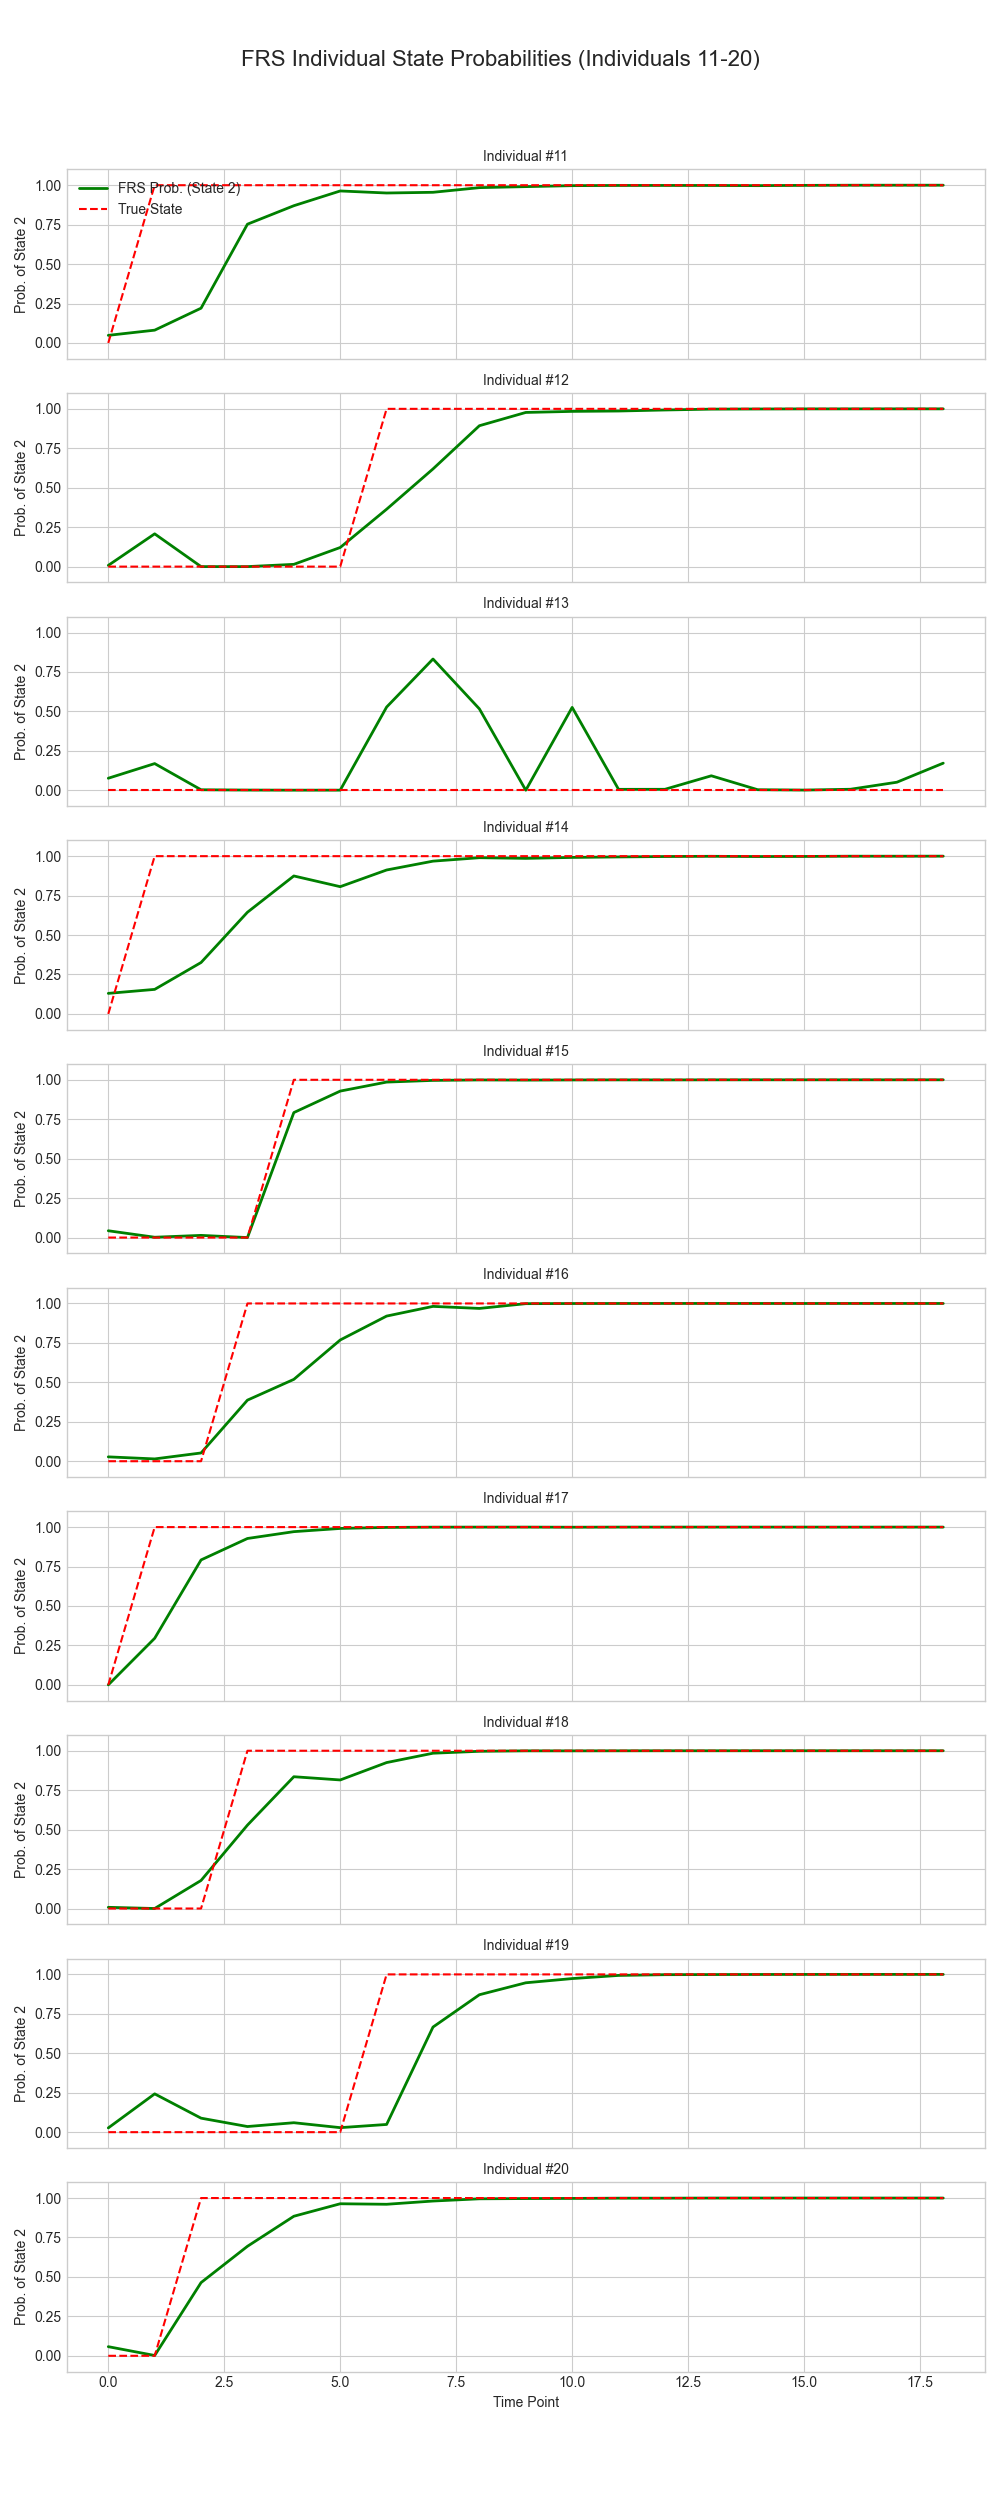 FRS Individual State Probabilities (Individuals 11-20)
Individual #11
FRS Prob. (State 2)
True State
1.00
0.75
0.50
0.25
0.00
Prob. of State 2
Individual #12
1.00
0.75
0.50
0.25
0.00
Prob. of State 2
Individual #13
1.00
0.75
0.50
0.25
0.00
Prob. of State 2
Individual #14
1.00
0.75
0.50
0.25
0.00
Prob. of State 2
Individual #15
1.00
0.75
0.50
0.25
0.00
Prob. of State 2
Individual #16
1.00
0.75
0.50
0.25
0.00
Prob. of State 2
Individual #17
1.00
0.75
0.50
0.25
0.00
Prob. of State 2
Individual #18
1.00
0.75
0.50
0.25
0.00
Prob. of State 2
Individual #19
1.00
0.75
0.50
0.25
0.00
Prob. of State 2
Individual #20
1.00
0.75
0.50
0.25
0.00
Prob. of State 2
0.0 2.5 5.0 7.5 10.0 12.5 15.0 17.5
Time Point